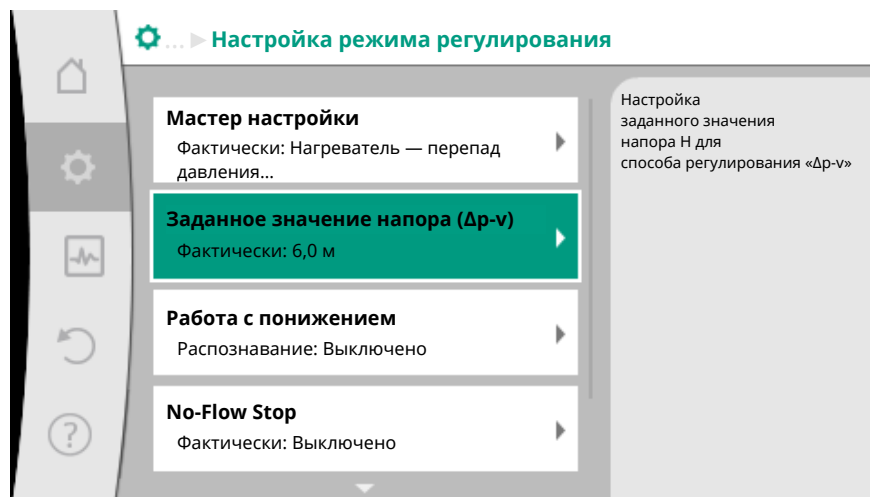 ... Настройка режима регулирования
Мастер настройки
Фактически: Нагреватель — перепад
давления...
Заданное значение напора (Δp-v)
Фактически: 6,0 м
Работа с понижением
Распознавание: Выключено
No-Flow Stop
Фактически: Выключено
Настройка
заданного значения
напора H для
способа регулирования «Δp-v»
?